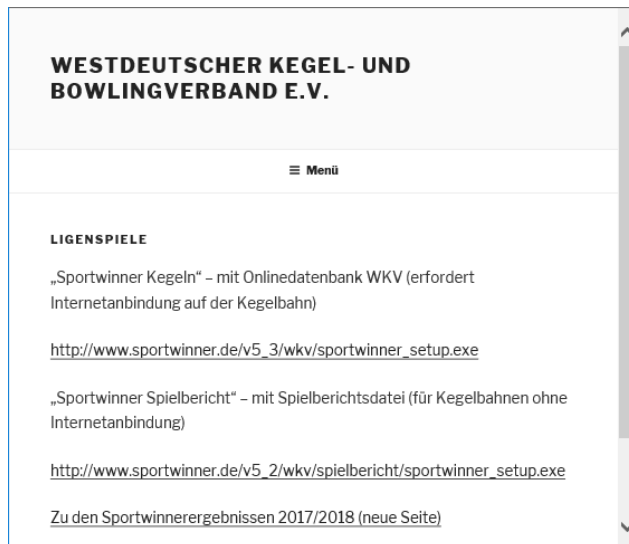 WESTDEUTSCHER KEGEL- UND
BOWLINGVERBAND E.V.
☰ Menü
LIGENSPIELE
„Sportwinner Kegeln“ – mit Onlinedatenbank WKV (erfordert
Internetanbindung auf der Kegelbahn)
http://www.sportwinner.de/v5_3/wkv/sportwinner_setup.exe
„Sportwinner Spielbericht“ – mit Spielberichtsdatei (für Kegelbahnen ohne
Internetanbindung)
http://www.sportwinner.de/v5_2/wkv/spielbericht/sportwinner_setup.exe
Zu den Sportwinnerergebnissen 2017/2018 (neue Seite)